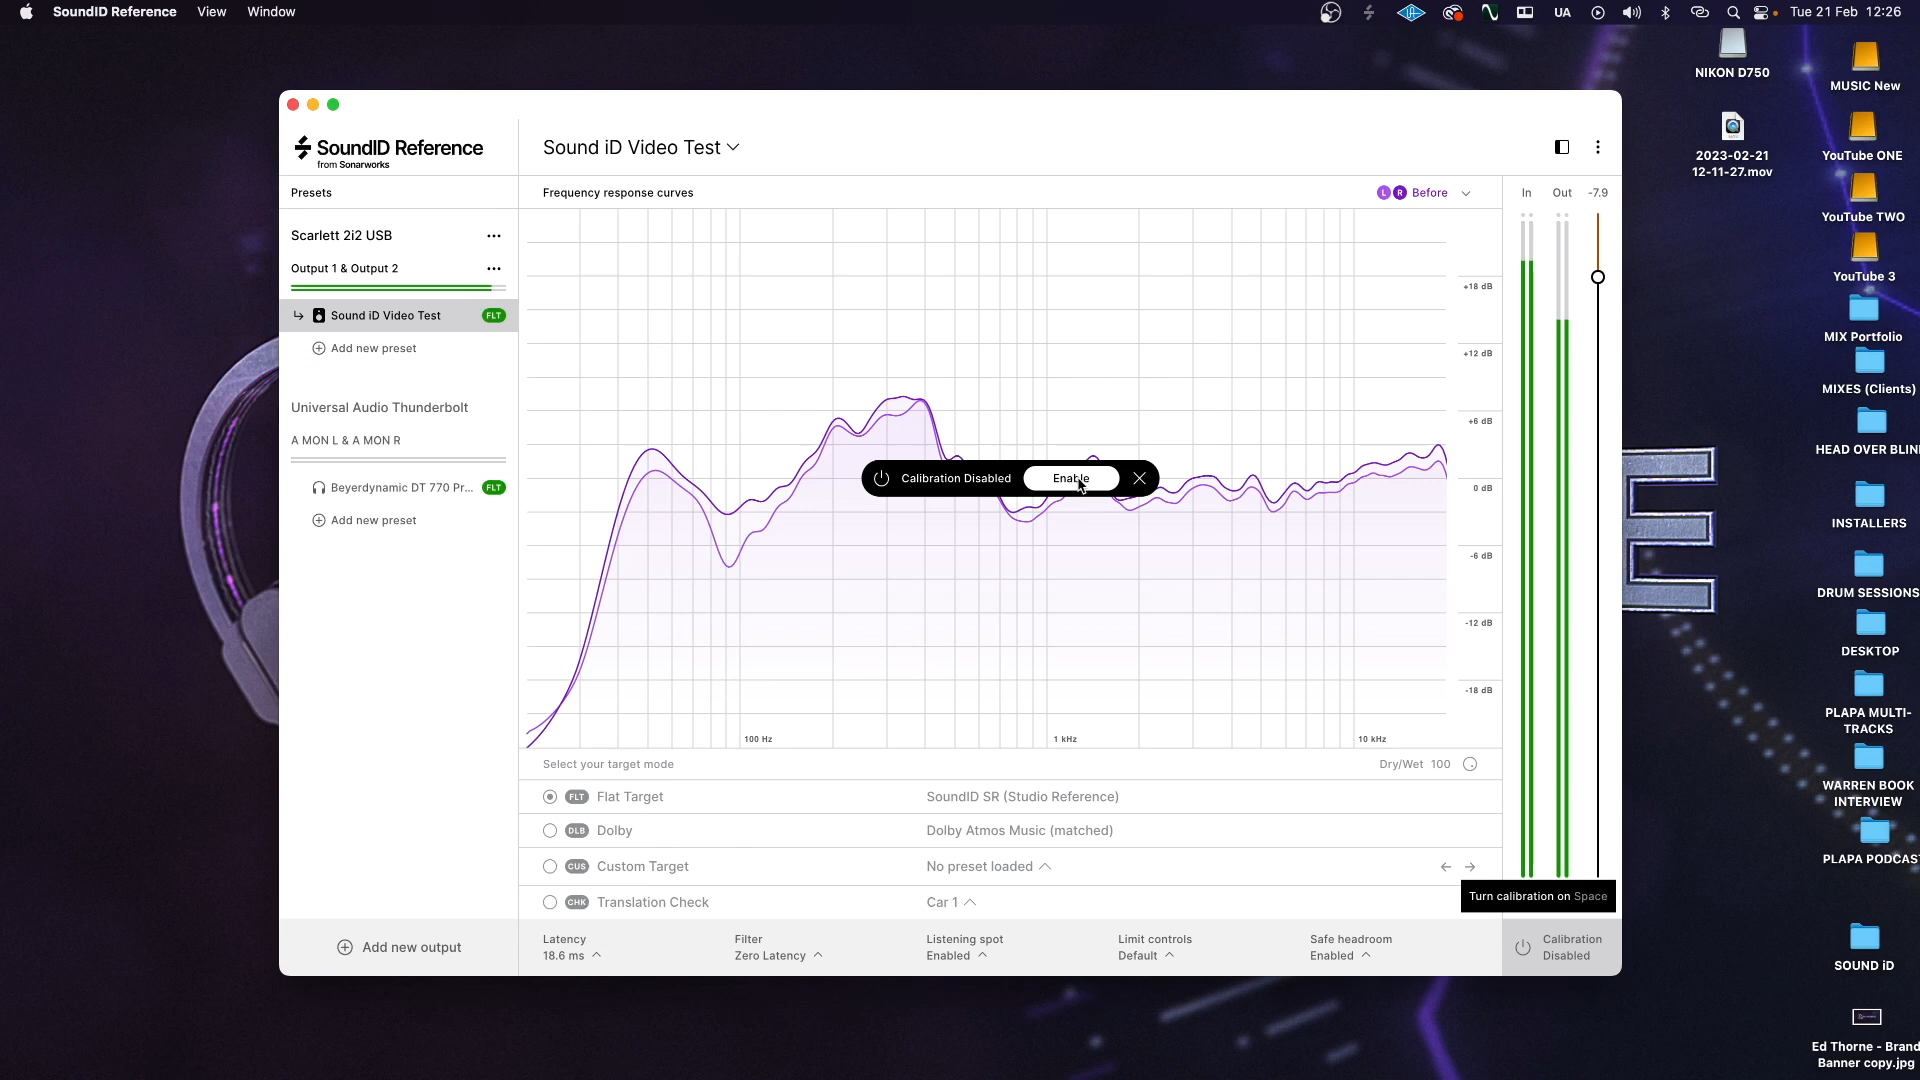 SoundID Reference View Window
UA Tue 21 Feb 12:26
SoundID Reference
from Sonarworks
Sound iD Video Test
Presets
Frequency response curves
L R Before
In Out -7.9
Scarlett 2i2 USB
Output 1 & Output 2
Sound iD Video Test FLT
Add new preset
Universal Audio Thunderbolt
A MON L & A MON R
Beyerdynamic DT 770 Pr... FLT
Add new preset
Add new output
+18 dB
+12 dB
+6 dB
0 dB
-6 dB
-12 dB
-18 dB
100 Hz 1 kHz 10 kHz
Calibration Disabled Enable
Select your target mode
Dry/Wet 100
FLT Flat Target SoundID SR (Studio Reference)
DLB Dolby Dolby Atmos Music (matched)
CUS Custom Target No preset loaded
CHK Translation Check Car 1
Turn calibration on Space
Latency
18.6 ms
Filter
Zero Latency
Listening spot
Enabled
Limit controls
Default
Safe headroom
Enabled
Calibration
Disabled
NIKON D750
2023-02-21
12-11-27.mov
MUSIC New
YouTube ONE
YouTube TWO
YouTube 3
MIX Portfolio
MIXES (Clients)
HEAD OVER BLIN
INSTALLERS
DRUM SESSIONS
DESKTOP
PLAPA MULTI-
TRACKS
WARREN BOOK
INTERVIEW
PLAPA PODCAS
SOUND iD
Ed Thorne - Brand
Banner copy.jpg